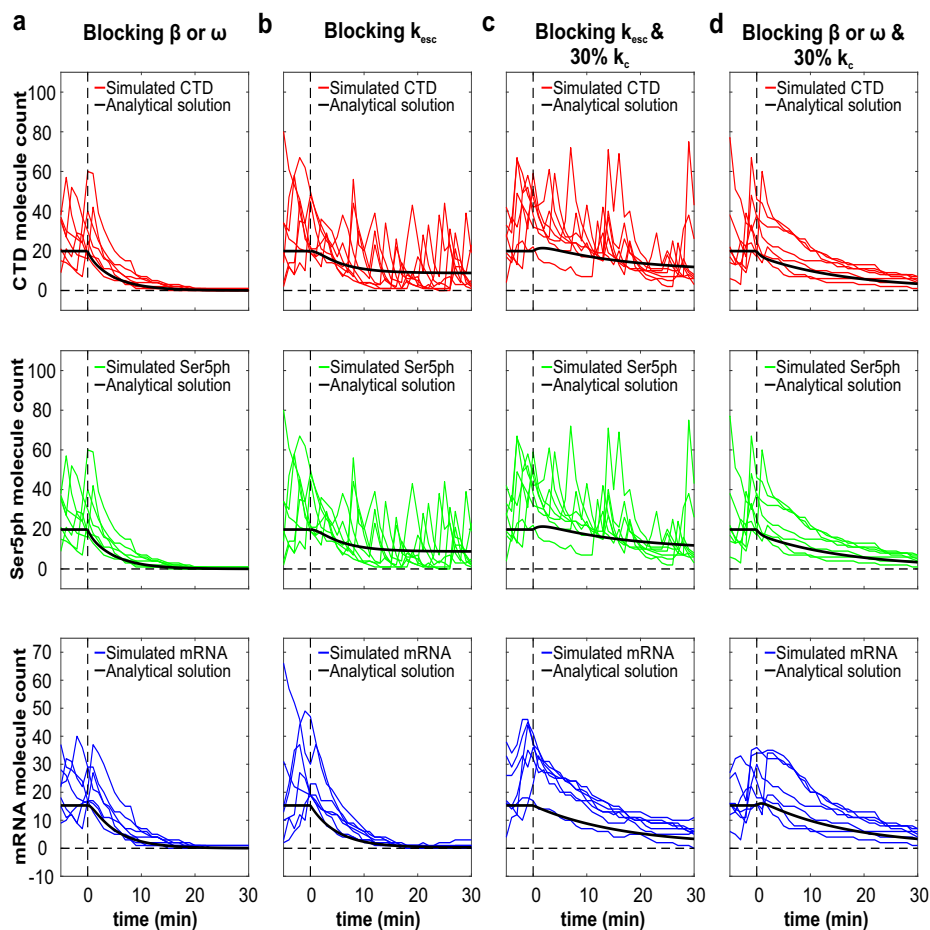 a
Blocking β or ω
b
Blocking k_esc
c
Blocking k_esc &
30% k_c
d
Blocking β or ω &
30% k_c
CTD molecule count
100
80
60
40
20
0
Simulated CTD
Analytical solution
Simulated CTD
Analytical solution
Simulated CTD
Analytical solution
Simulated CTD
Analytical solution
Ser5ph molecule count
100
80
60
40
20
0
Simulated Ser5ph
Analytical solution
Simulated Ser5ph
Analytical solution
Simulated Ser5ph
Analytical solution
Simulated Ser5ph
Analytical solution
mRNA molecule count
70
60
50
40
30
20
10
0
-10
Simulated mRNA
Analytical solution
Simulated mRNA
Analytical solution
Simulated mRNA
Analytical solution
Simulated mRNA
Analytical solution
0 10 20 30
0 10 20 30
0 10 20 30
0 10 20 30
time (min)
time (min)
time (min)
time (min)